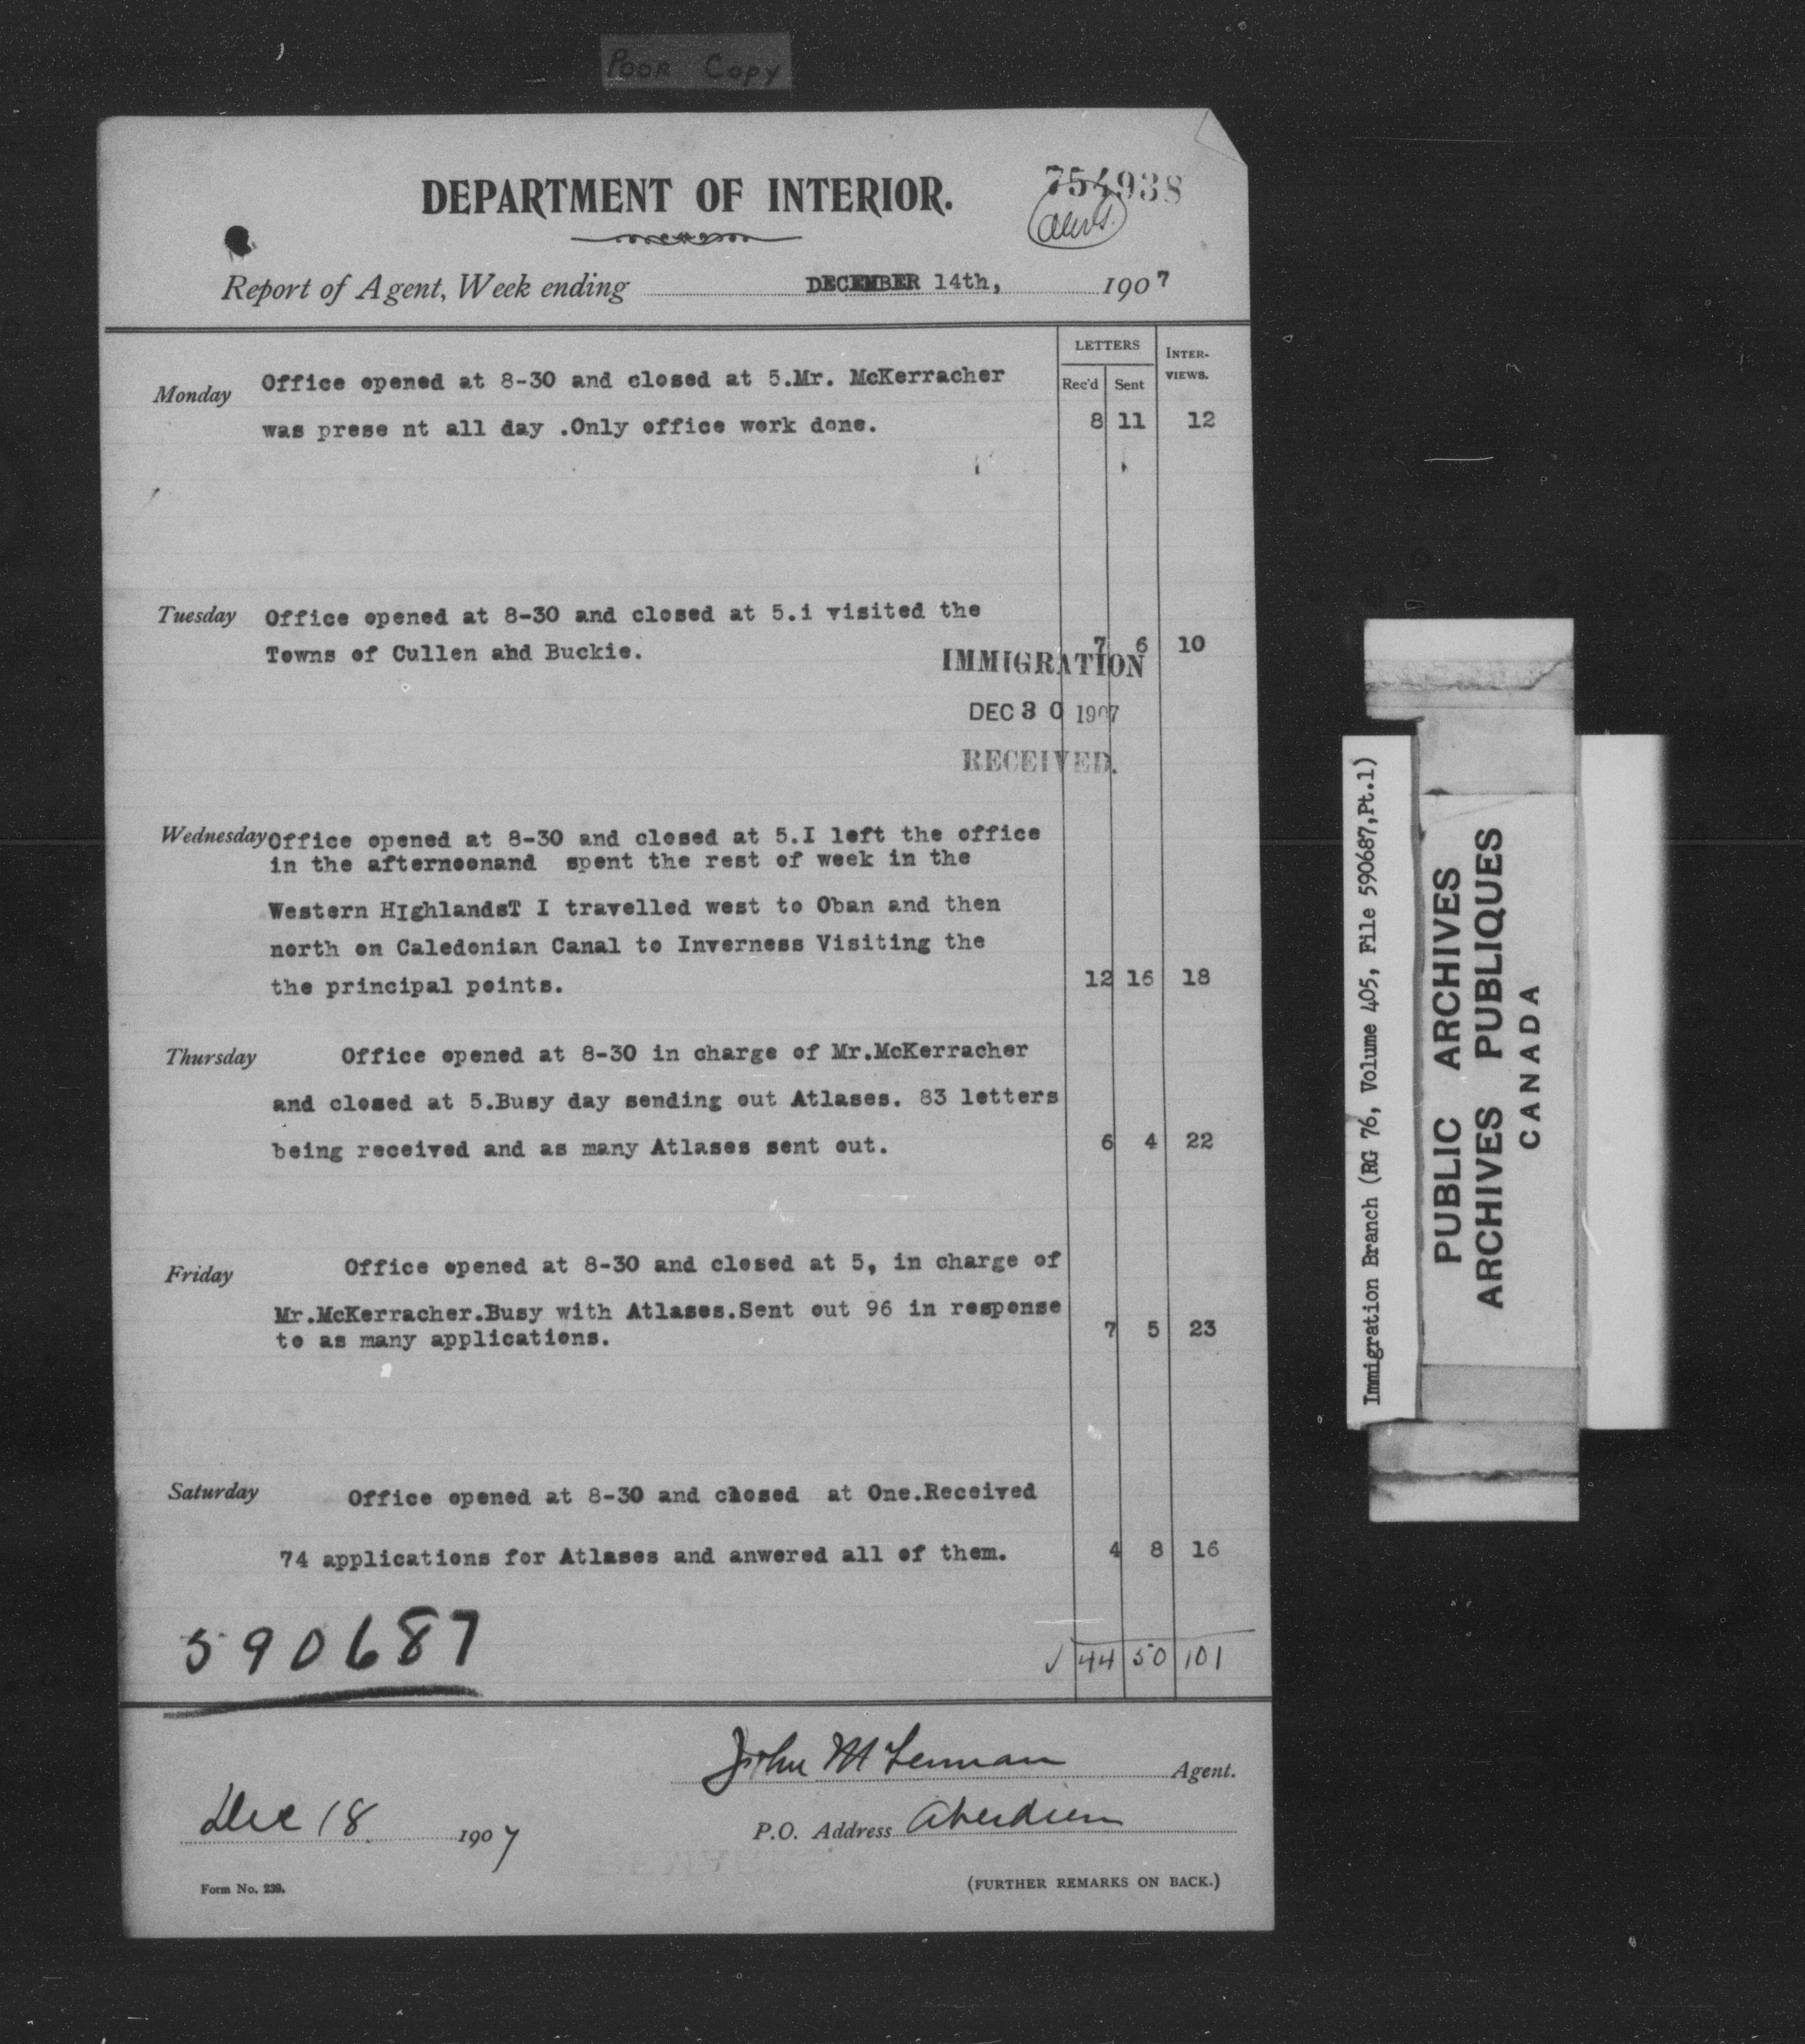 POOR COPY
DEPARTMENT OF INTERIOR.
754938
Report of Agent, Week ending DECEMBER 14th, 1907
LETTERS
INTER-
VIEWS.
Rec'd Sent
Monday Office opened at 8-30 and closed at 5.Mr. McKerracher
was prese nt all day .Only office work done. 8 11 12
Tuesday Office opened at 8-30 and closed at 5.i visited the
Towns of Cullen ahd Buckie. 7 6 10
IMMIGRATION
DEC 30 1907
RECEIVED.
Wednesday Office opened at 8-30 and closed at 5.I left the office
in the afternoonand spent the rest of week in the
Western HIghlandsT I travelled west to Oban and then
north on Caledonian Canal to Inverness Visiting the
the principal points. 12 16 18
Thursday Office opened at 8-30 in charge of Mr.McKerracher
and closed at 5.Busy day sending out Atlases. 83 letters
being received and as many Atlases sent out. 6 4 22
Friday Office opened at 8-30 and closed at 5, in charge of
Mr.McKerracher.Busy with Atlases.Sent out 96 in response
to as many applications. 7 5 23
Saturday Office opened at 8-30 and closed at One.Received
74 applications for Atlases and anwered all of them. 4 8 16
590687
44 50 101
John McLennan Agent.
Dec 18 1907
P.O. Address Aberdeen
Form No. 239.
(FURTHER REMARKS ON BACK.)
Immigration Branch (RG 76, Volume 405, File 590687,Pt.1)
PUBLIC ARCHIVES
ARCHIVES PUBLIQUES
CANADA